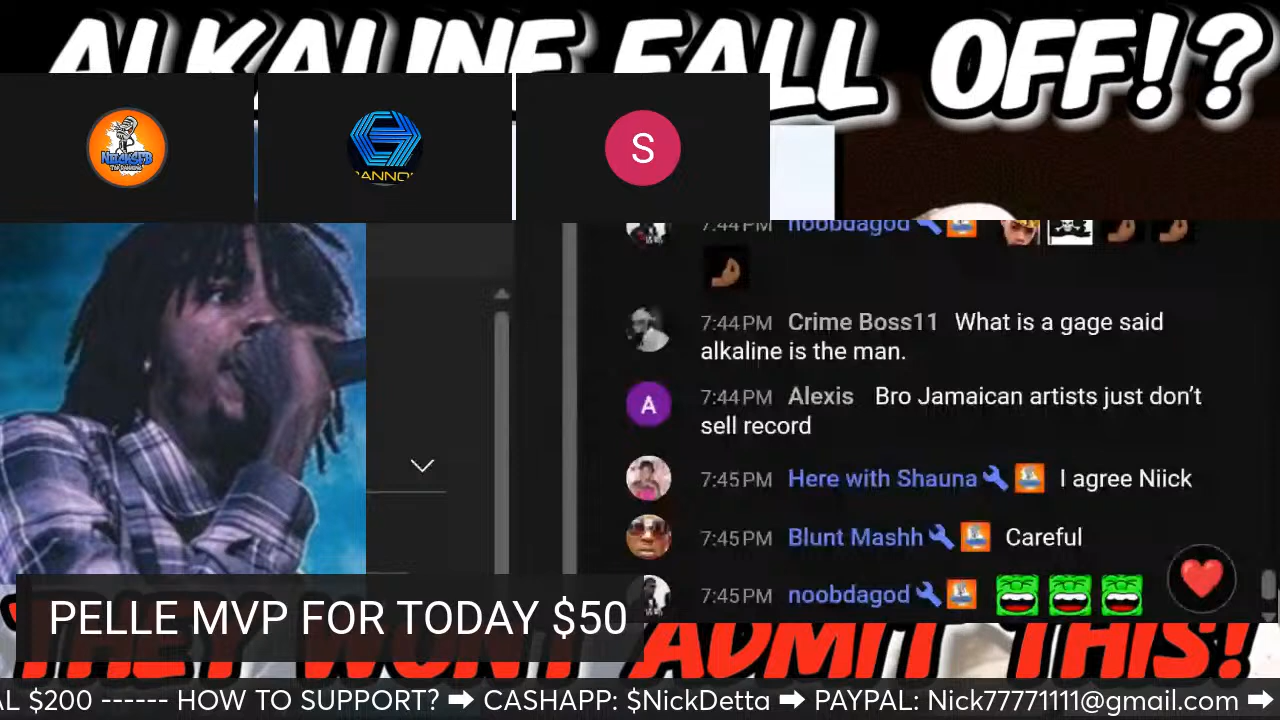 ALKALINE FALL OFF!?
NIICKSFB
S
7:44 PM noobdagod
7:44 PM Crime Boss11 What is a gage said
alkaline is the man.
7:44 PM Alexis Bro Jamaican artists just don't
sell record
A
7:45 PM Here with Shauna I agree Niick
7:45 PM Blunt Mashh Careful
7:45 PM noobdagod
PELLE MVP FOR TODAY $50
THEY WONT ADMIT THIS!
AL $200 ------ HOW TO SUPPORT? ➡ CASHAPP: $NickDetta ➡ PAYPAL: Nick77771111@gmail.com ➡